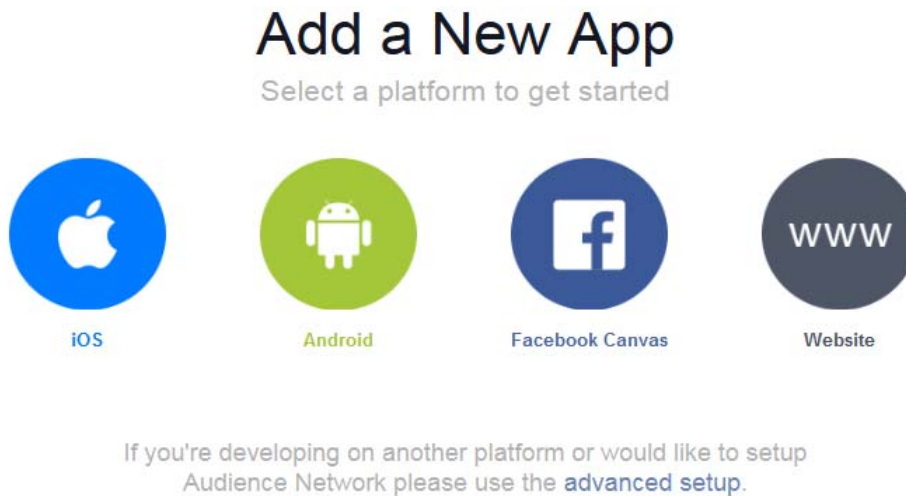 Add a New App
Select a platform to get started
www
iOS
Android
Facebook Canvas
Website
If you're developing on another platform or would like to setup
Audience Network please use the advanced setup.